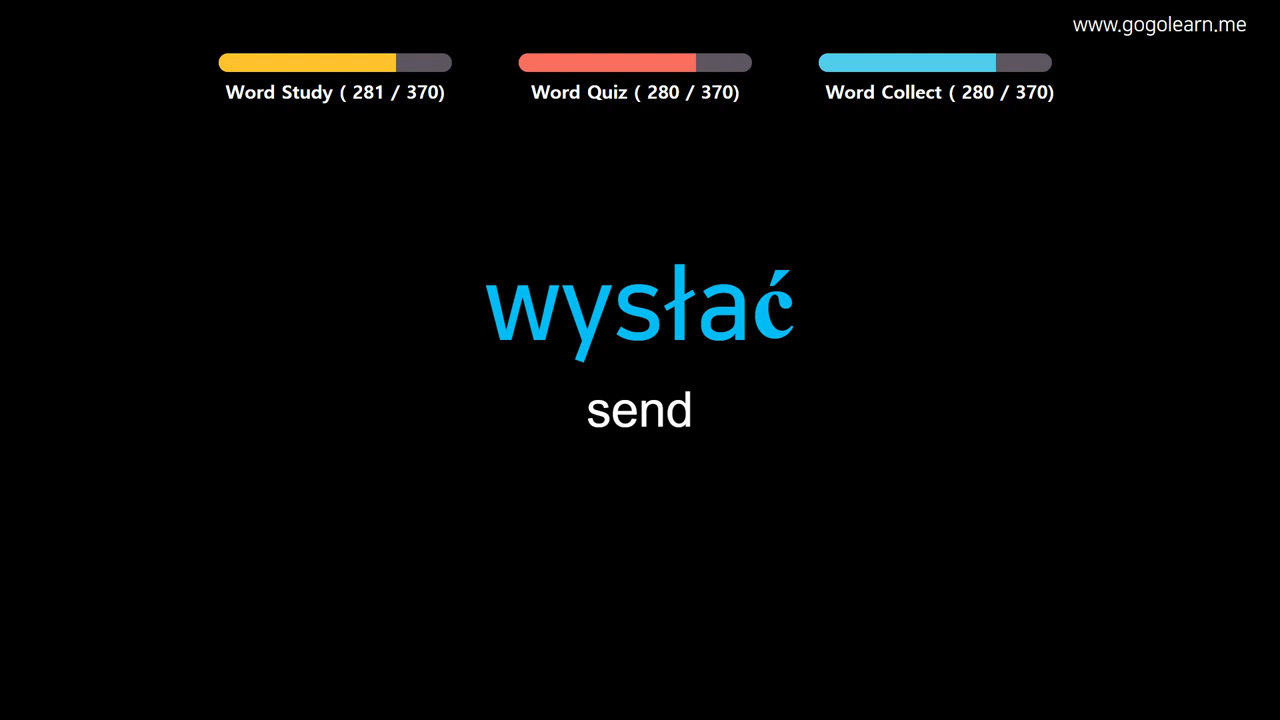 www.gogolearn.me
Word Study ( 281 / 370)
Word Quiz ( 280 / 370)
Word Collect ( 280 / 370)
wysłać
send